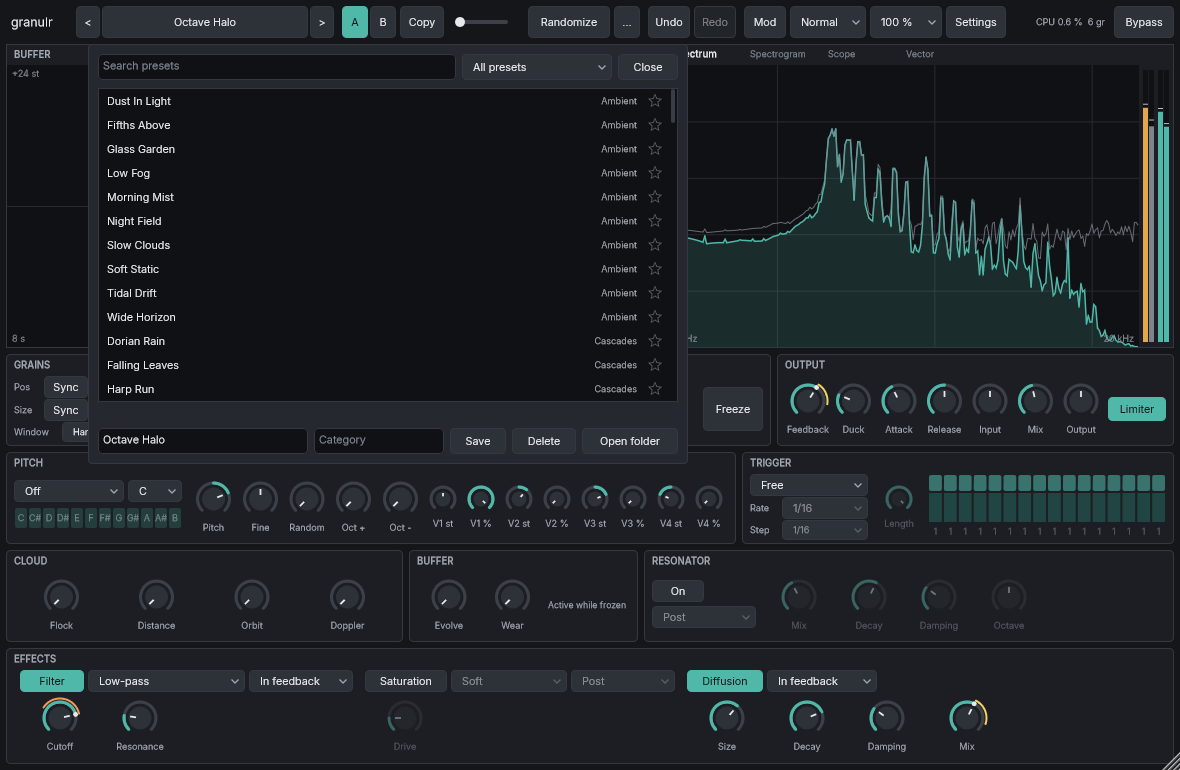 granulr
<
Octave Halo
>
A
B
Copy
Randomize
...
Undo
Redo
Mod
Normal
100 %
Settings
CPU 0.6 % 6 gr
Bypass
BUFFER
+24 st
8 s
Search presets
All presets
Close
Dust In Light Ambient
Fifths Above Ambient
Glass Garden Ambient
Low Fog Ambient
Morning Mist Ambient
Night Field Ambient
Slow Clouds Ambient
Soft Static Ambient
Tidal Drift Ambient
Wide Horizon Ambient
Dorian Rain Cascades
Falling Leaves Cascades
Harp Run Cascades
Octave Halo
Category
Save
Delete
Open folder
ectrum
Spectrogram
Scope
Vector
Hz
kHz
GRAINS
Pos Sync
Size Sync
Window Har
Freeze
OUTPUT
Feedback Duck Attack Release Input Mix Output
Limiter
PITCH
Off
C
C C# D D# E F F# G G# A A# B
Pitch Fine Random Oct + Oct - V1 st V1 % V2 st V2 % V3 st V3 % V4 st V4 %
TRIGGER
Free
Rate 1/16
Step 1/16
Length
1 1 1 1 1 1 1 1 1 1 1 1 1 1 1 1
CLOUD
Flock Distance Orbit Doppler
BUFFER
Evolve Wear
Active while frozen
RESONATOR
On
Post
Mix Decay Damping Octave
EFFECTS
Filter Low-pass In feedback
Saturation Soft Post
Diffusion In feedback
Cutoff Resonance
Drive
Size Decay Damping Mix